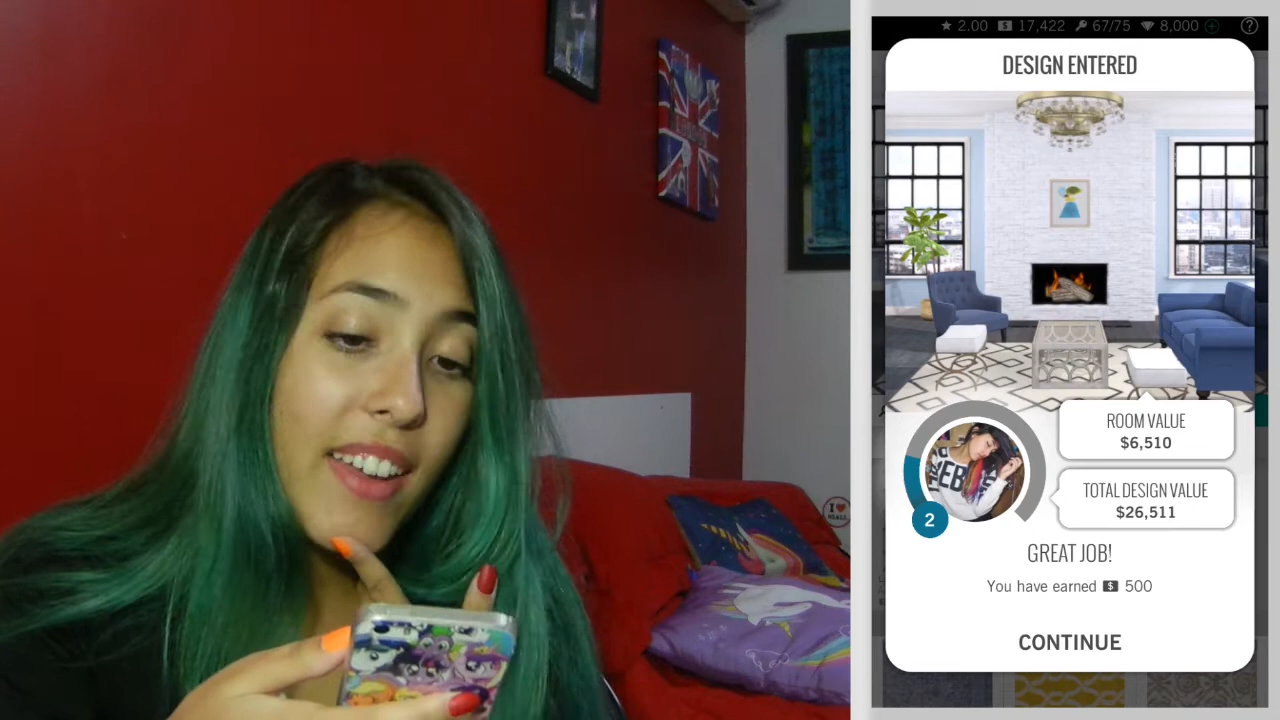 2.00 17,422 67/75 8,000
DESIGN ENTERED
ROOM VALUE
$6,510
TOTAL DESIGN VALUE
$26,511
2
GREAT JOB!
You have earned $ 500
CONTINUE
I ♥